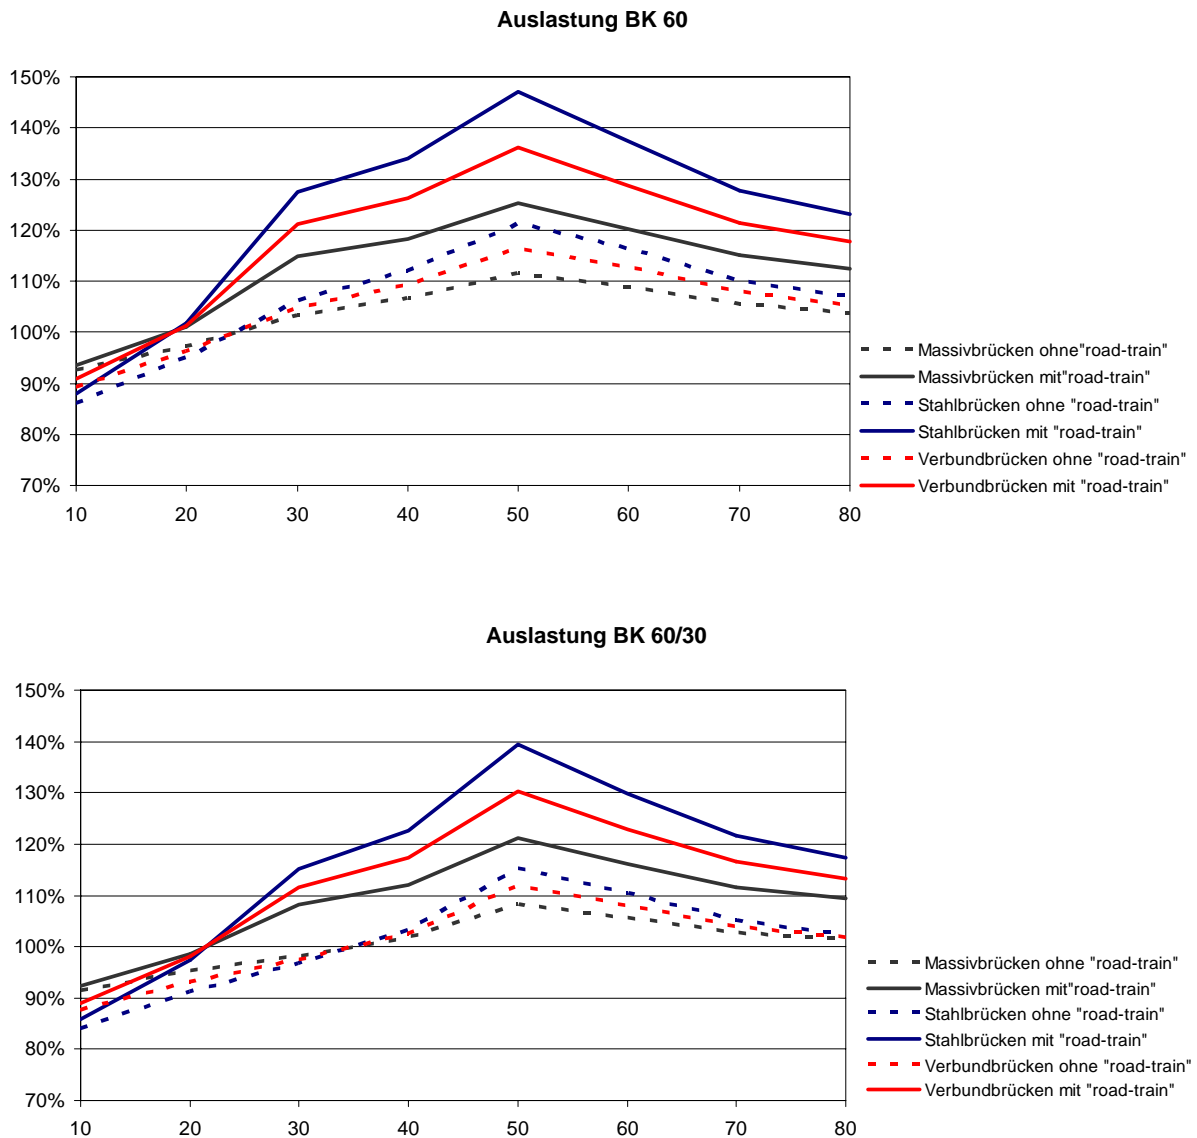 Auslastung BK 60
150%
140%
130%
120%
110%
100%
90%
80%
70%
10 20 30 40 50 60 70 80
Massivbrücken ohne"road-train"
Massivbrücken mit"road-train"
Stahlbrücken ohne "road-train"
Stahlbrücken mit "road-train"
Verbundbrücken ohne "road-train"
Verbundbrücken mit "road-train"
Auslastung BK 60/30
150%
140%
130%
120%
110%
100%
90%
80%
70%
10 20 30 40 50 60 70 80
Massivbrücken ohne "road-train"
Massivbrücken mit"road-train"
Stahlbrücken ohne "road-train"
Stahlbrücken mit "road-train"
Verbundbrücken ohne "road-train"
Verbundbrücken mit "road-train"